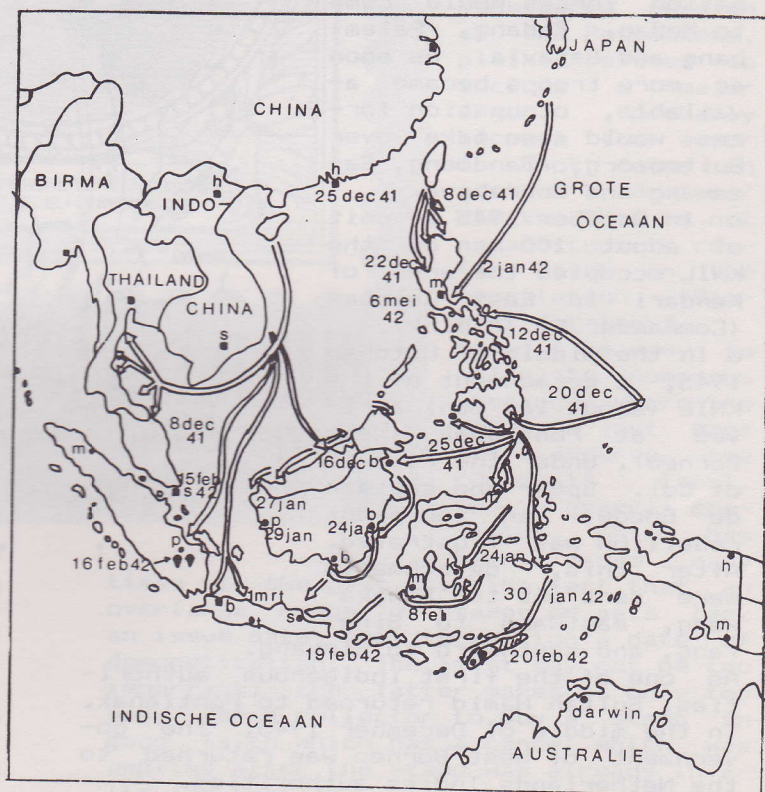 JAPAN
CHINA
BIRMA
INDO
h
h
25 dec 41
8 dec 41
GROTE
OCEAAN
THAILAND
CHINA
s
22 de
41
m
6 mei
42
2 jan 42
12 de
41
20 dec
41
8 dec
41
m
15 feb
s 42
16 dec
b
25 dec
41
27 jan
p
29 jan
24 jan
b
b
p
16 feb 42
m
k
24 jan
30
jan 42
h
m
b
1 mrt
t
s
8 feb
19 feb 42
20 feb 42
INDISCHE OCEAAN
darwin
AUSTRALIE